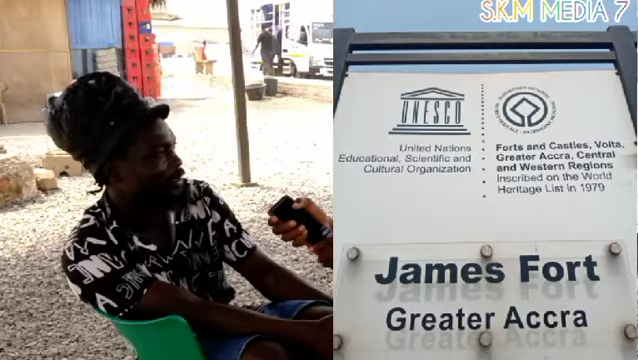 S.K.M MEDIA 7
UNESCO
United Nations
Educational, Scientific and
Cultural Organization
Forts and Castles, Volta,
Greater Accra, Central
and Western Regions
Inscribed on the World
Heritage List in 1979
James Fort
Greater Accra